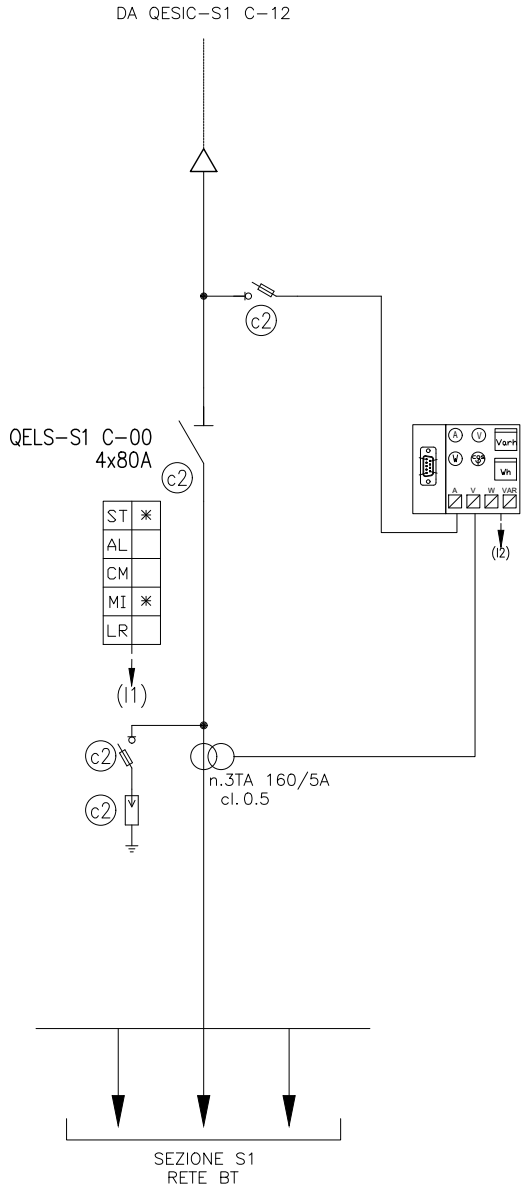 DA QESIC-S1 C-12
c2
QELS-S1 C-00
4x80A
c2
A V Varh
W cosφ Wh
A V W VAR
(I2)
ST *
AL
CM
MI *
LR
(I1)
c2
n.3TA 160/5A
cl.0.5
c2
SEZIONE S1
RETE BT